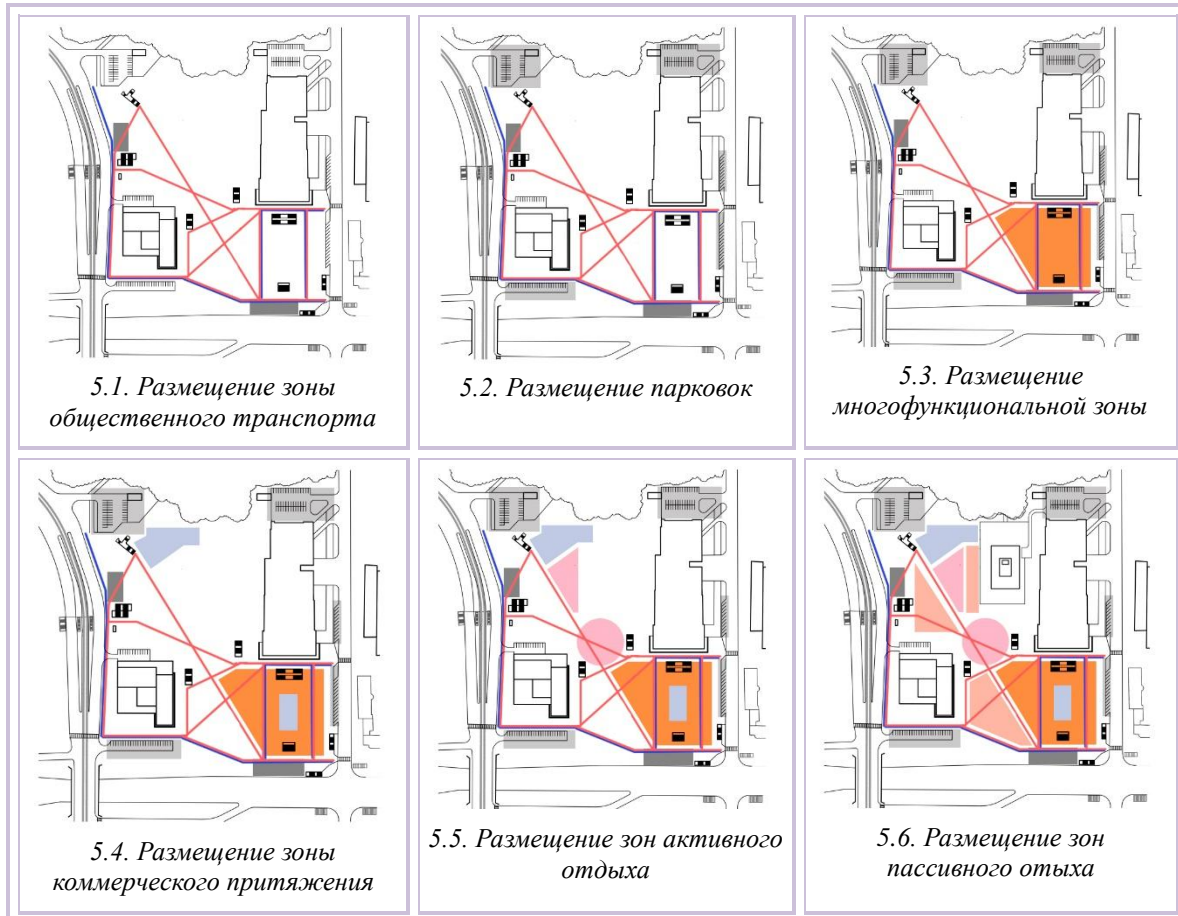 5.1. Размещение зоны
общественного транспорта
5.2. Размещение парковок
5.3. Размещение
многофункциональной зоны
5.4. Размещение зоны
коммерческого притяжения
5.5. Размещение зон активного
отдыха
5.6. Размещение зон
пассивного отыха